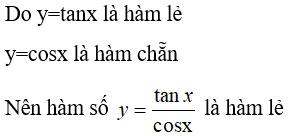 Do y=tanx là hàm lẻ
y=cosx là hàm chẵn
Nên hàm số y = tan x / cosx là hàm lẻ